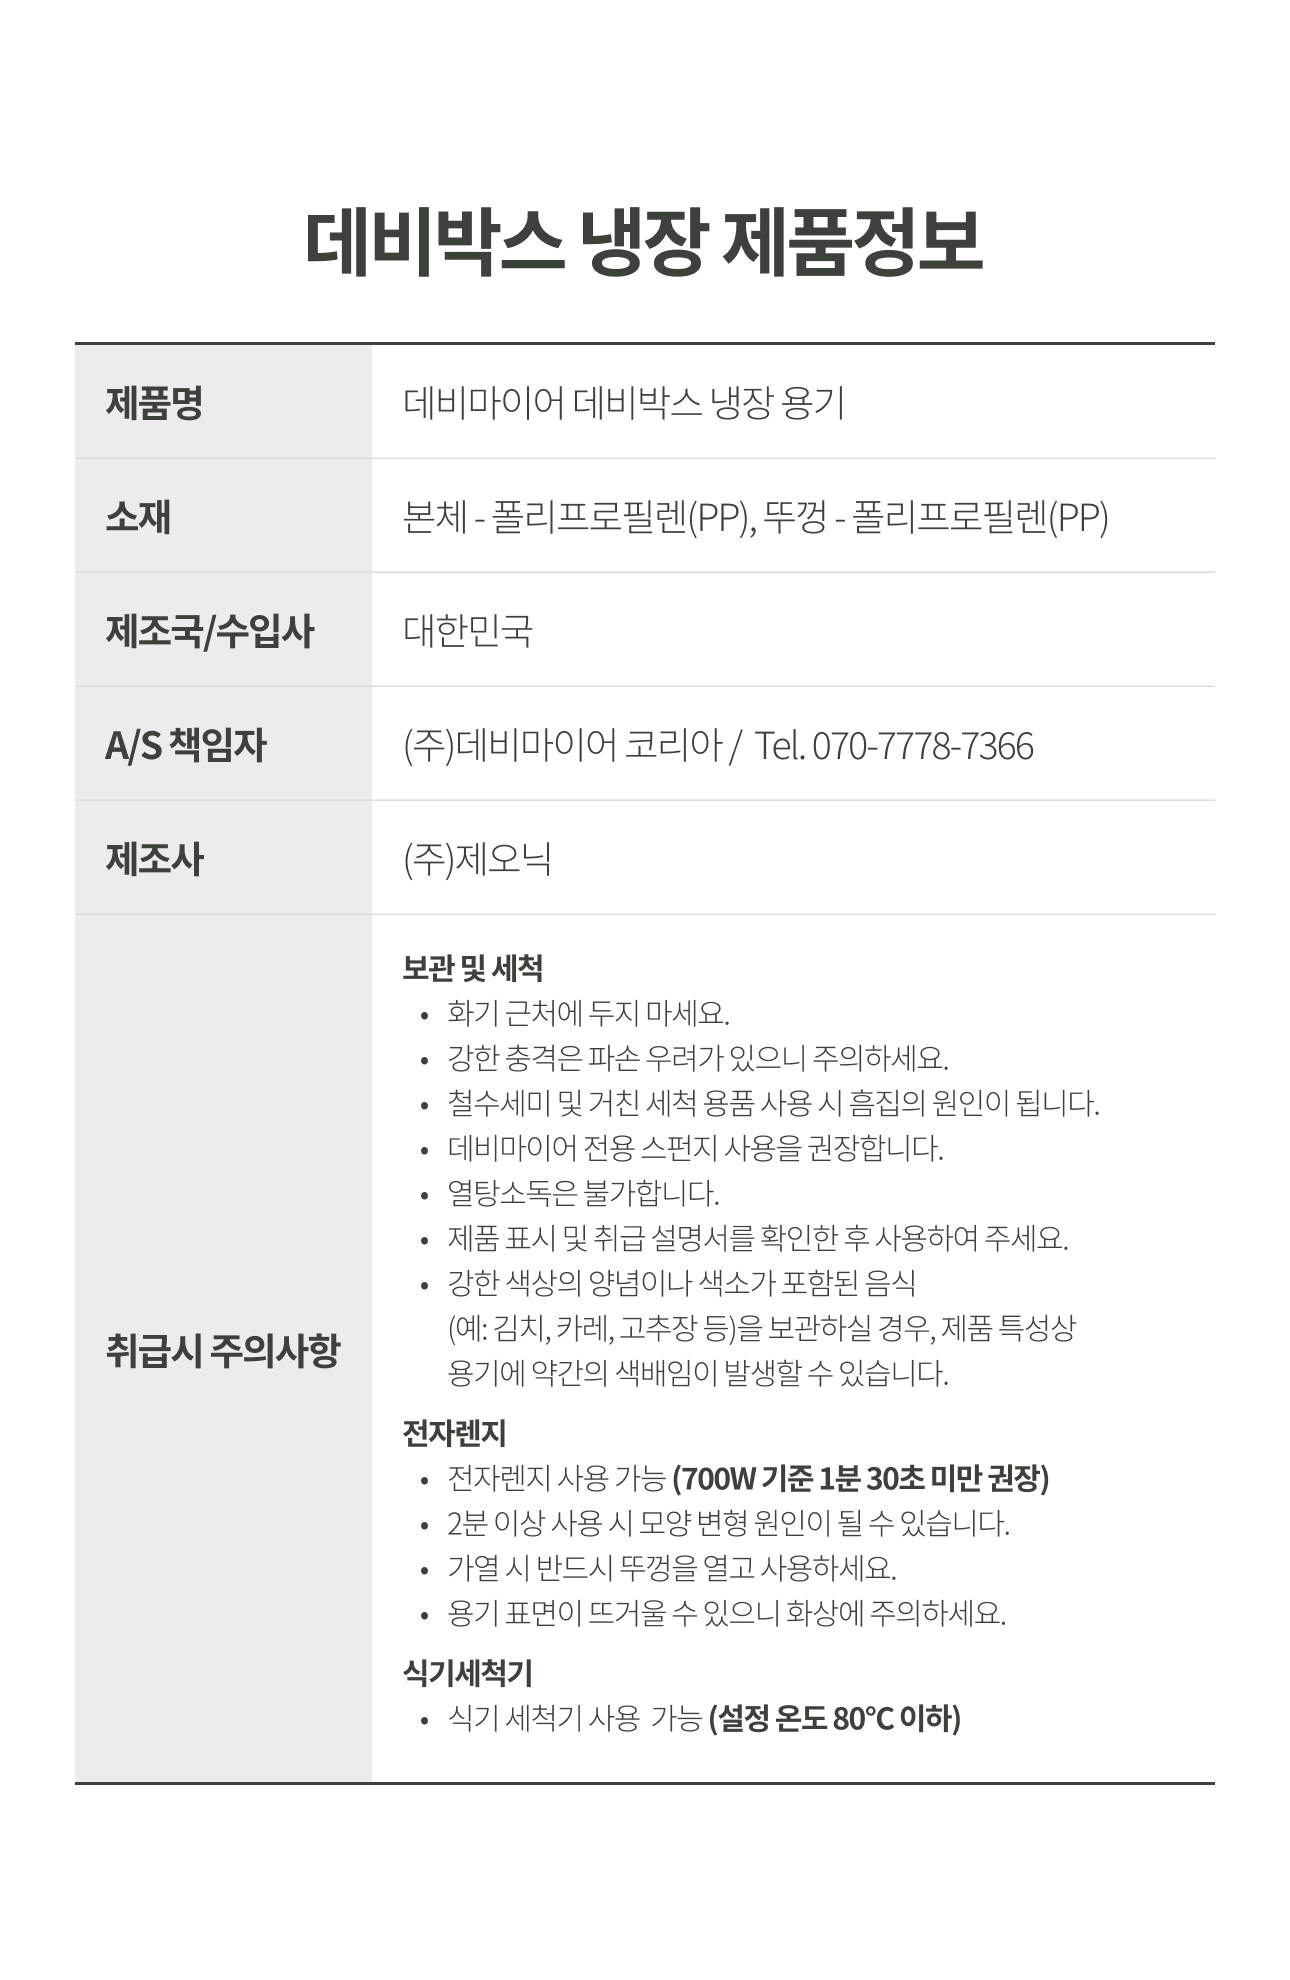 데비박스 냉장 제품정보
제품명
데비마이어 데비박스 냉장 용기
소재
본체 - 폴리프로필렌(PP), 뚜껑 - 폴리프로필렌(PP)
제조국/수입사
대한민국
A/S 책임자
(주)데비마이어 코리아 / Tel. 070-7778-7366
제조사
(주)제오닉
취급시 주의사항
보관 및 세척
• 화기 근처에 두지 마세요.
• 강한 충격은 파손 우려가 있으니 주의하세요.
• 철수세미 및 거친 세척 용품 사용 시 흠집의 원인이 됩니다.
• 데비마이어 전용 스펀지 사용을 권장합니다.
• 열탕소독은 불가합니다.
• 제품 표시 및 취급 설명서를 확인한 후 사용하여 주세요.
• 강한 색상의 양념이나 색소가 포함된 음식
(예: 김치, 카레, 고추장 등)을 보관하실 경우, 제품 특성상
용기에 약간의 색배임이 발생할 수 있습니다.
전자렌지
• 전자렌지 사용 가능 (700W 기준 1분 30초 미만 권장)
• 2분 이상 사용 시 모양 변형 원인이 될 수 있습니다.
• 가열 시 반드시 뚜껑을 열고 사용하세요.
• 용기 표면이 뜨거울 수 있으니 화상에 주의하세요.
식기세척기
• 식기 세척기 사용 가능 (설정 온도 80°C 이하)